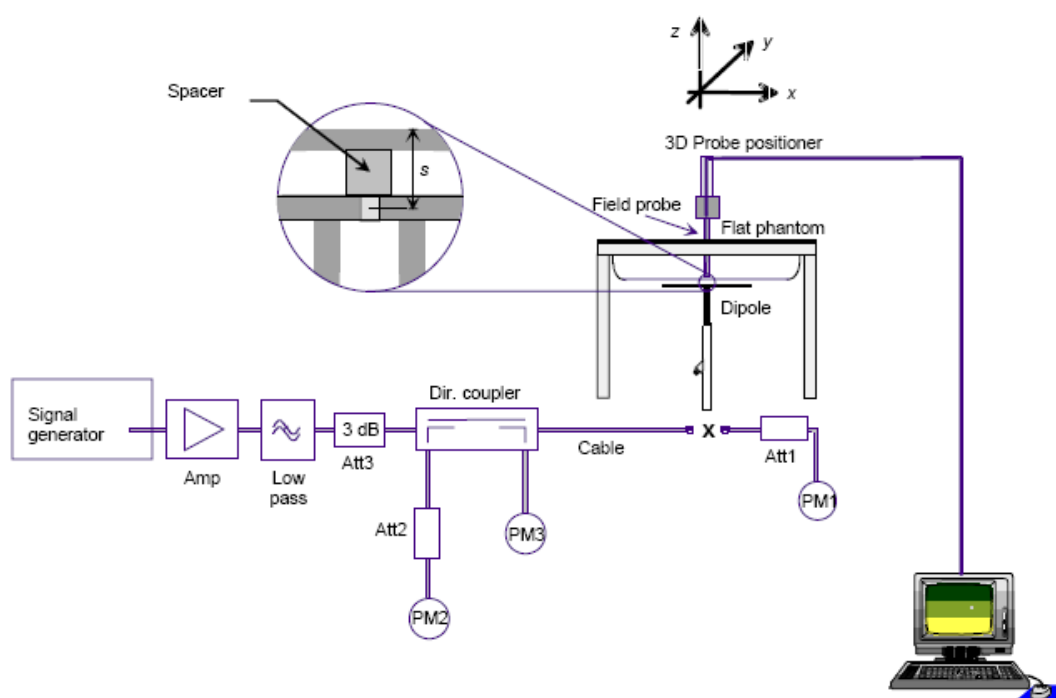 z
y
x
Spacer
s
3D Probe positioner
Field probe
Flat phantom
Dipole
Signal
generator
Amp
Low
pass
3 dB
Att3
Dir. coupler
Cable
X
Att1
PM1
Att2
PM3
PM2